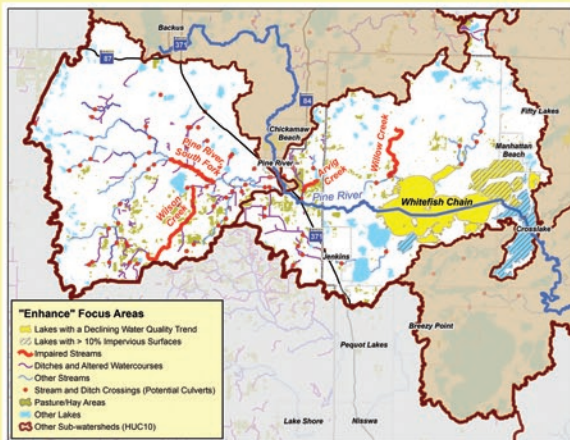 Backus
371
87
84
Fifty Lakes
Chickamaw
Beach
Manhattan
Beach
Pine River
South Fork
Pine River
Arvig
Creek
Willow Creek
Wilson
Creek
Pine River
Whitefish Chain
Crosslake
371
Jenkins
Breezy Point
Pequot Lakes
Lake Shore
Nisswa
"Enhance" Focus Areas
Lakes with a Declining Water Quality Trend
Lakes with > 10% Impervious Surfaces
Impaired Streams
Ditches and Altered Watercourses
Other Streams
Stream and Ditch Crossings (Potential Culverts)
Pasture/Hay Areas
Other Lakes
Other Sub-watersheds (HUC10)